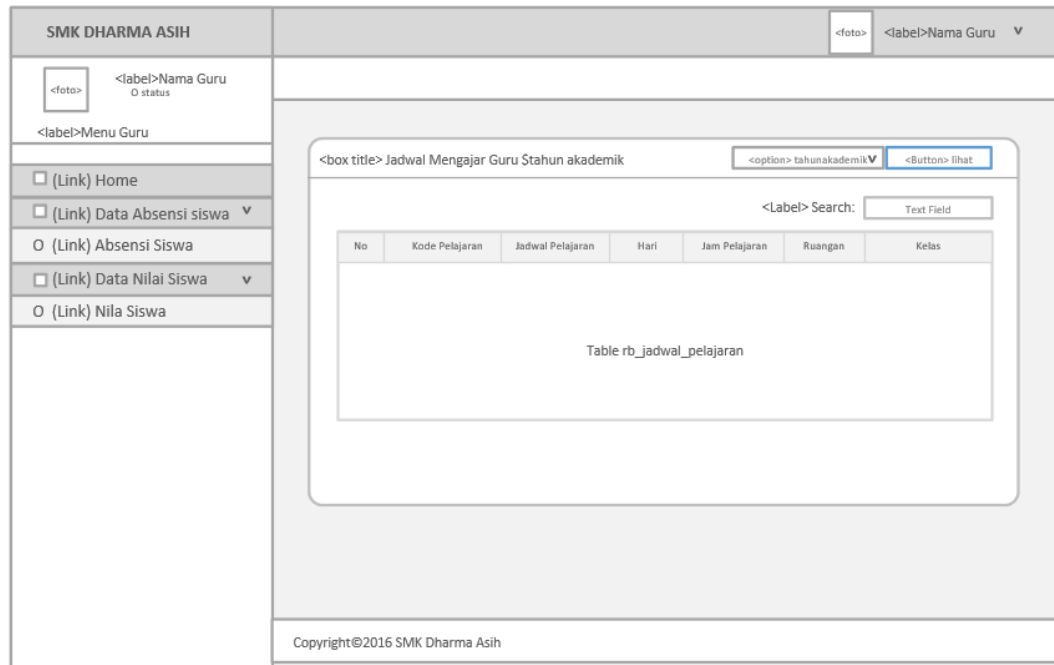 SMK DHARMA ASIH
<foto>
<label>Nama Guru
v
<foto>
<label>Nama Guru
O status
<label>Menu Guru
(Link) Home
(Link) Data Absensi siswa v
O (Link) Absensi Siswa
(Link) Data Nilai Siswa v
O (Link) Nila Siswa
<box title> Jadwal Mengajar Guru $tahun akademik
<option> tahunakademik v
<Button> lihat
<Label> Search:
Text Field
No Kode Pelajaran Jadwal Pelajaran Hari Jam Pelajaran Ruangan Kelas
Table rb_jadwal_pelajaran
Copyright©2016 SMK Dharma Asih